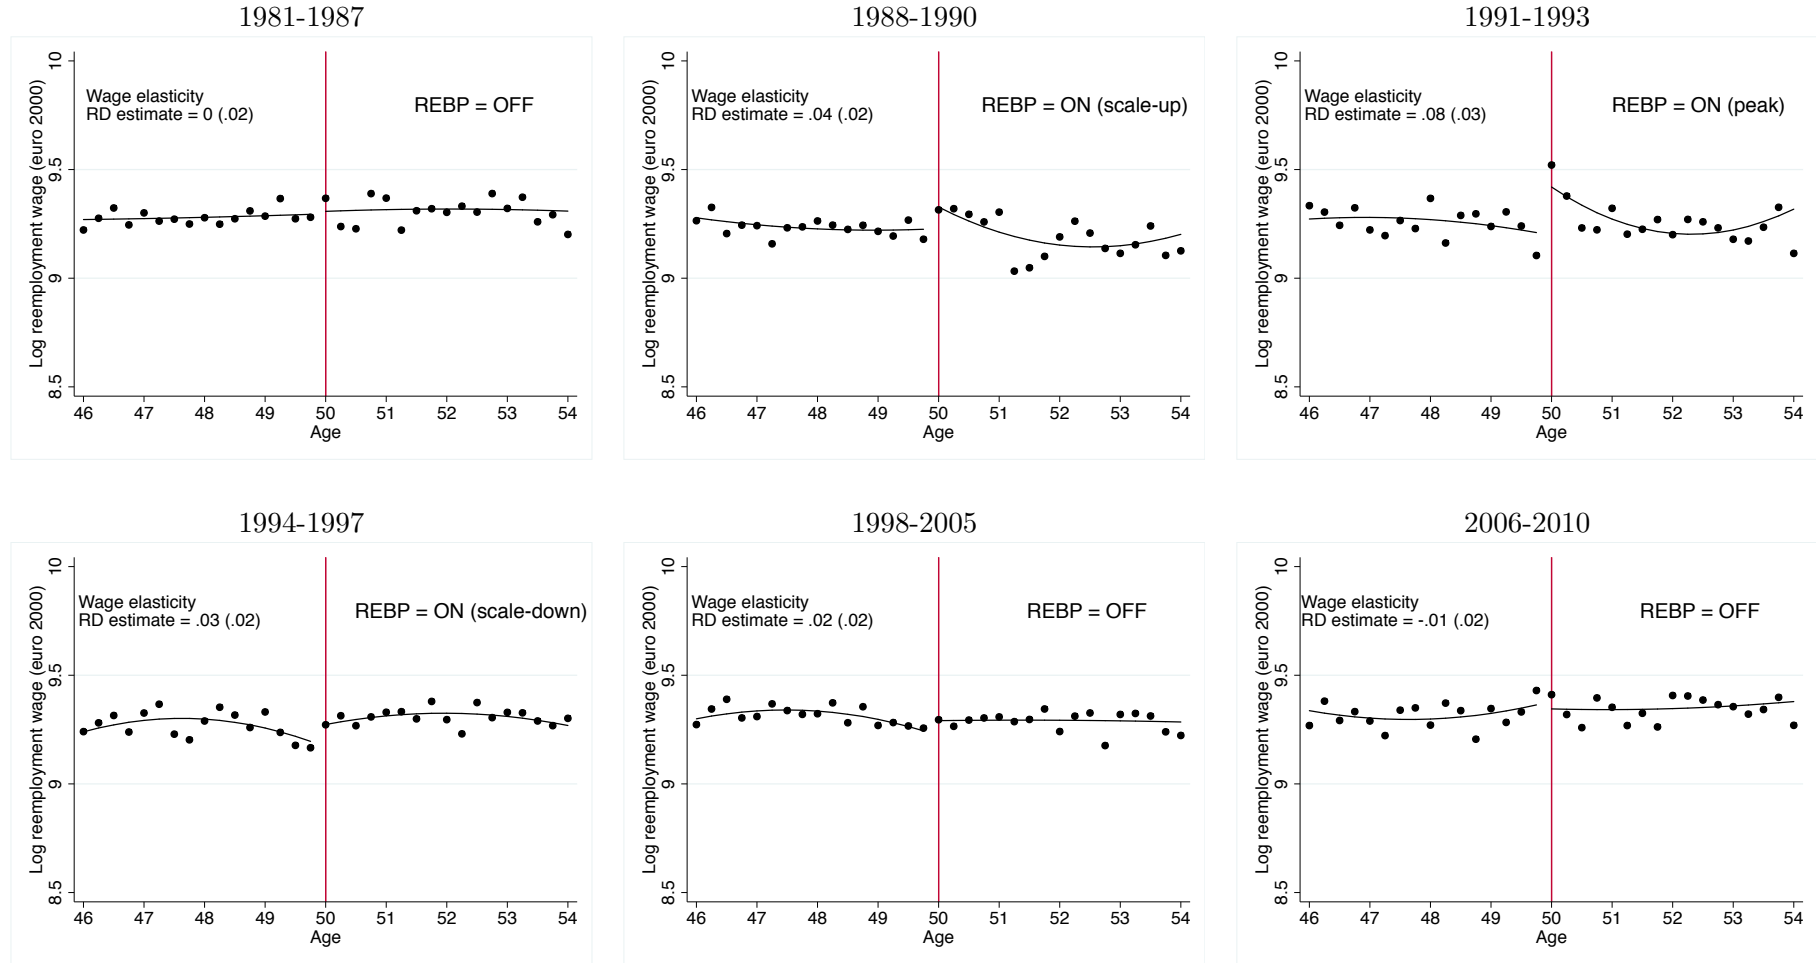 1981-1987
Log reemployment wage (euro 2000)
10
9.5
9
8.5
Wage elasticity
RD estimate = 0 (.02)
REBP = OFF
46 47 48 49 50 51 52 53 54
Age
1988-1990
Log reemployment wage (euro 2000)
10
9.5
9
8.5
Wage elasticity
RD estimate = .04 (.02)
REBP = ON (scale-up)
46 47 48 49 50 51 52 53 54
Age
1991-1993
Log reemployment wage (euro 2000)
10
9.5
9
8.5
Wage elasticity
RD estimate = .08 (.03)
REBP = ON (peak)
46 47 48 49 50 51 52 53 54
Age
1994-1997
Log reemployment wage (euro 2000)
10
9.5
9
8.5
Wage elasticity
RD estimate = .03 (.02)
REBP = ON (scale-down)
46 47 48 49 50 51 52 53 54
Age
1998-2005
Log reemployment wage (euro 2000)
10
9.5
9
8.5
Wage elasticity
RD estimate = .02 (.02)
REBP = OFF
46 47 48 49 50 51 52 53 54
Age
2006-2010
Log reemployment wage (euro 2000)
10
9.5
9
8.5
Wage elasticity
RD estimate = -.01 (.02)
REBP = OFF
46 47 48 49 50 51 52 53 54
Age